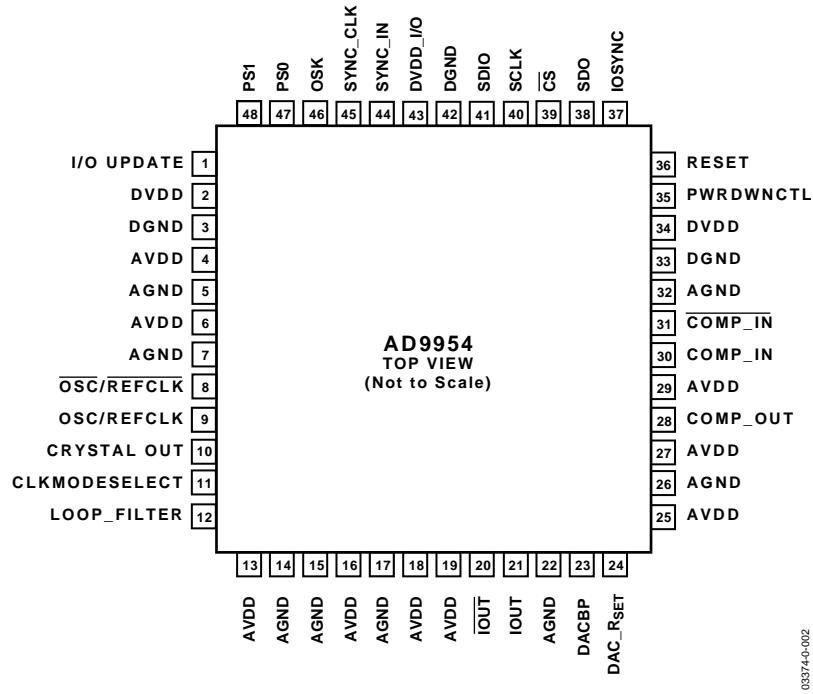 PS1
PS0
OSK
SYNC_CLK
SYNC_IN
DVDD_I/O
DGND
SDIO
SCLK
CS
SDO
IOSYNC
48 47 46 45 44 43 42 41 40 39 38 37
I/O UPDATE 1
DVDD 2
DGND 3
AVDD 4
AGND 5
AVDD 6
AGND 7
OSC/REFCLK 8
OSC/REFCLK 9
CRYSTAL OUT 10
CLKMODESELECT 11
LOOP_FILTER 12
AD9954
TOP VIEW
(Not to Scale)
36 RESET
35 PWRDWNCTL
34 DVDD
33 DGND
32 AGND
31 COMP_IN
30 COMP_IN
29 AVDD
28 COMP_OUT
27 AVDD
26 AGND
25 AVDD
13 14 15 16 17 18 19 20 21 22 23 24
AVDD
AGND
AGND
AVDD
AGND
AVDD
AVDD
IOUT
IOUT
AGND
DACBP
DAC_RSET
03374-0-002